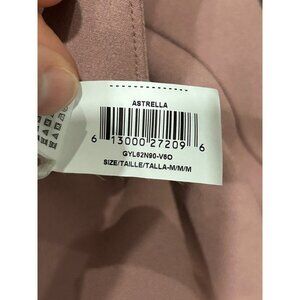 ASTRELLA
6 13000 27209 6
GYL62N90-V6O
SIZE/TAILLE/TALLA-M/M/M